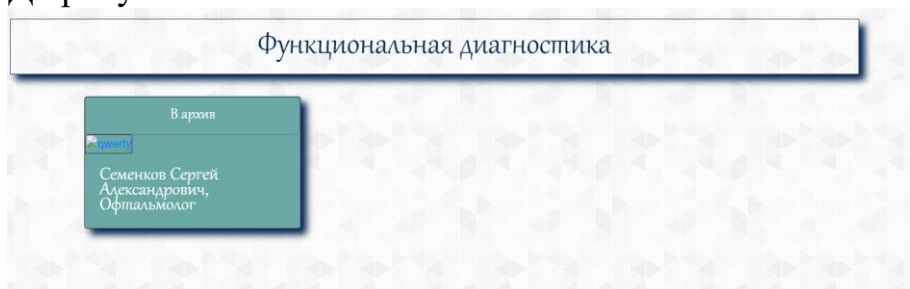 Функциональная диагностика
В архив
qwerty
Семенков Сергей
Александрович,
Офтальмолог